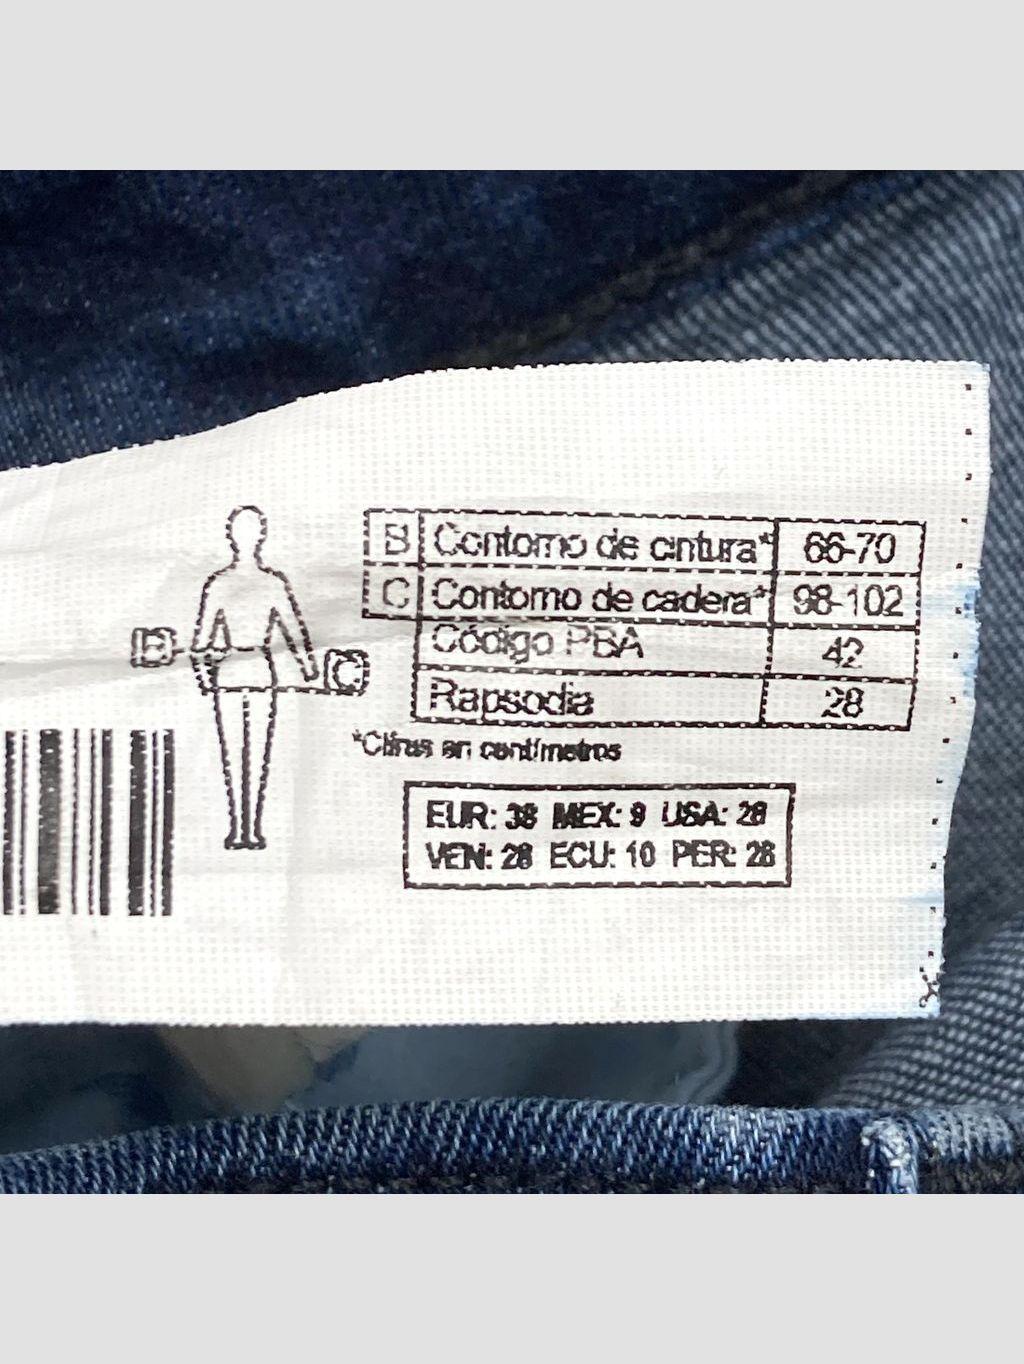 B Contorno de cintura* 66-70
C Contorno de cadera* 98-102
Código PBA 42
Rapsodia 28
B
C
*Cifras en centímetros
EUR: 38 MEX: 9 USA: 28
VEN: 28 ECU: 10 PER: 28